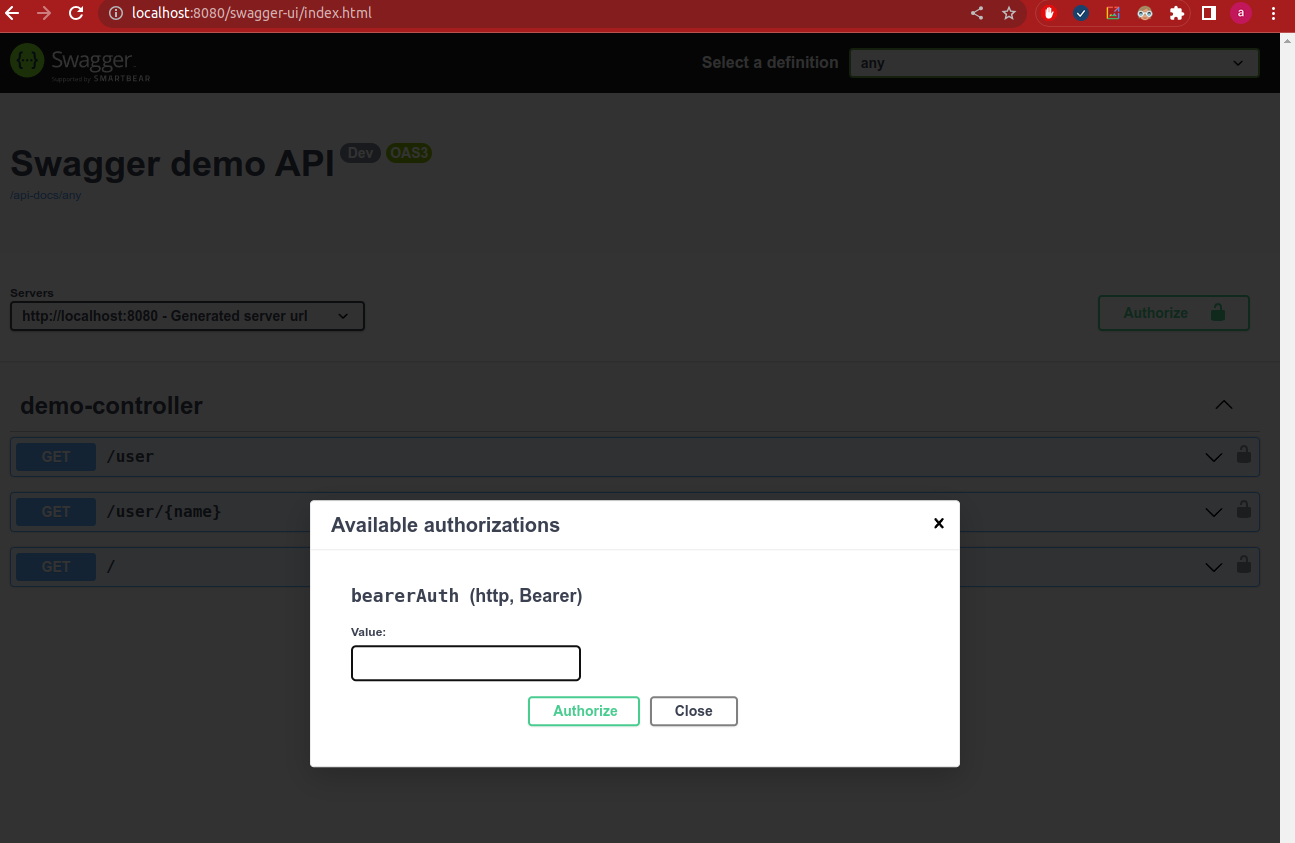 localhost:8080/swagger-ui/index.html
a
{···} Swagger.
Supported by SMARTBEAR
Select a definition
any
Swagger demo API Dev OAS3
/api-docs/any
Servers
http://localhost:8080 - Generated server url
Authorize
demo-controller
GET /user
GET /user/{name}
GET /
Available authorizations
bearerAuth (http, Bearer)
Value:
Authorize Close